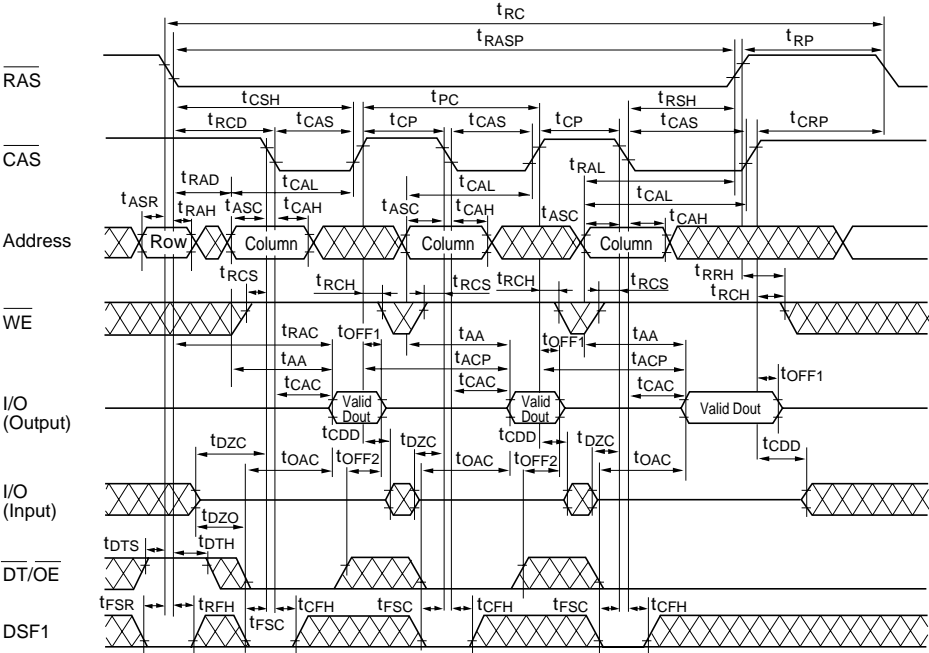 tRC
tRASP tRP
RAS
tCSH tPC tRSH
tRCD tCAS tCP tCAS tCP tCAS tCRP
CAS
tRAL
tRAD tCAL tCAL tCAL
tASR tRAH tASC tCAH tASC tCAH tASC tCAH
Address Row Column Column Column
tRCS tRCH tRCS tRCH tRCS tRRH
tRCH
WE
tRAC tOFF1 tAA tOFF1 tAA
tAA tACP tACP
tCAC tCAC tCAC tOFF1
I/O
(Output)
Valid
Dout
Valid
Dout
Valid Dout
tCDD tCDD tCDD
tDZC tDZC tDZC
tOAC tOFF2 tOAC tOFF2 tOAC
I/O
(Input)
tDZO
tDTS tDTH
DT/OE
tFSR tRFH tFSC tCFH tFSC tCFH tFSC tCFH
DSF1